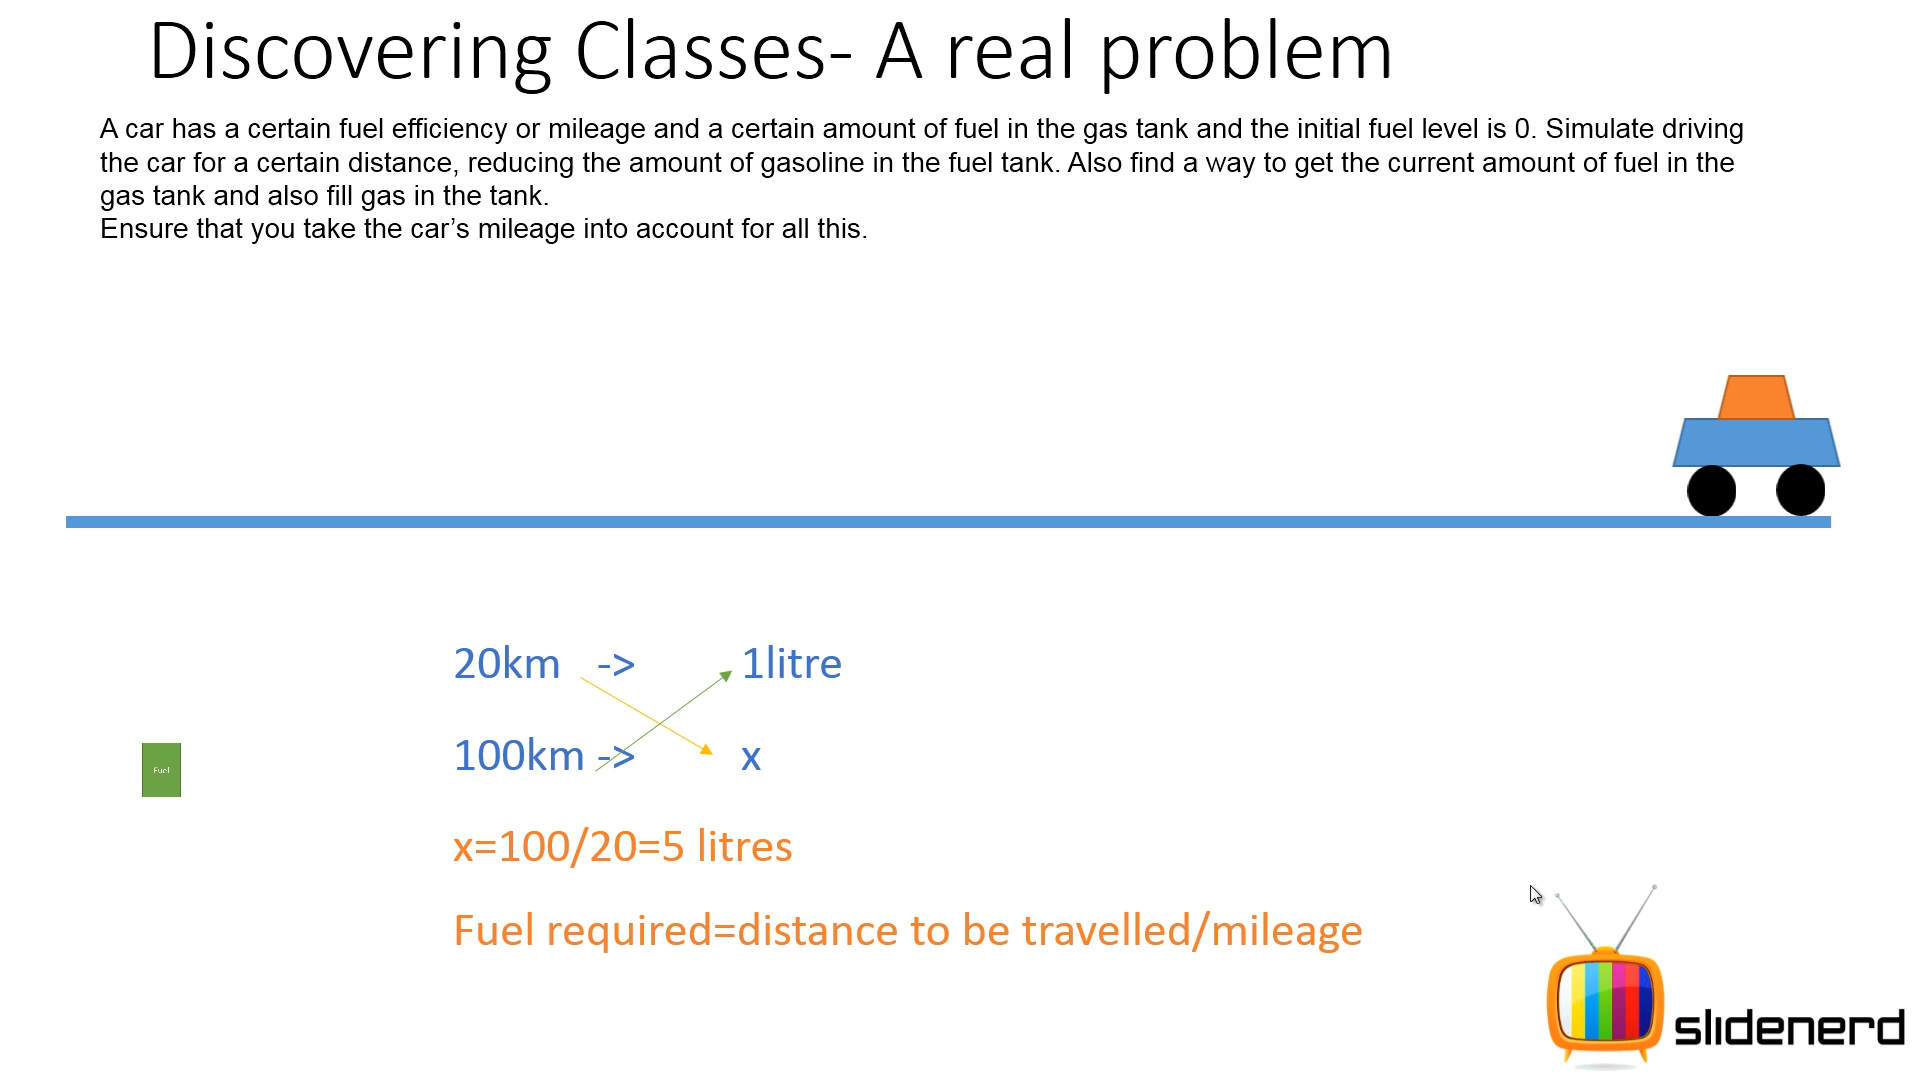 Discovering Classes- A real problem
A car has a certain fuel efficiency or mileage and a certain amount of fuel in the gas tank and the initial fuel level is 0. Simulate driving
the car for a certain distance, reducing the amount of gasoline in the fuel tank. Also find a way to get the current amount of fuel in the
gas tank and also fill gas in the tank.
Ensure that you take the car’s mileage into account for all this.
20km -> 1litre
100km -> x
Fuel
x=100/20=5 litres
Fuel required=distance to be travelled/mileage
slidenerd